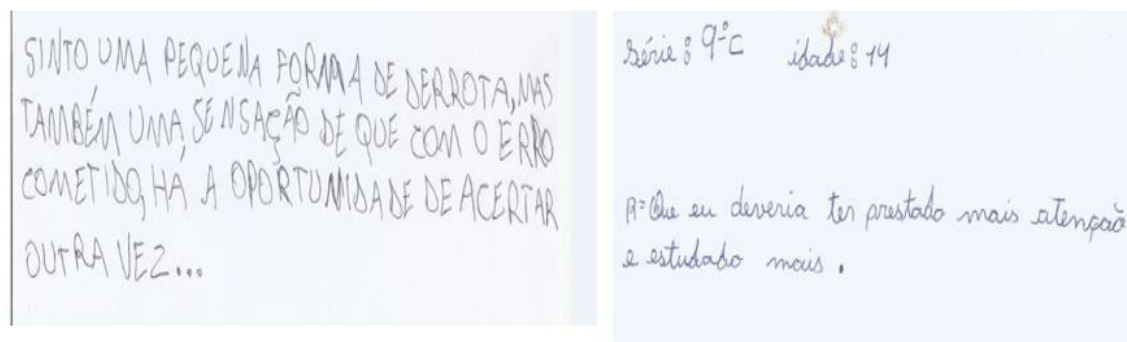 SINTO UMA PEQUENA FORMA DE DERROTA, MAS
TAMBÉM UMA SENSAÇÃO DE QUE COM O ERRO
COMETIDO, HÁ A OPORTUNIDADE DE ACERTAR
OUTRA VEZ...
Série: 9ºC idade: 14
R= Que eu deveria ter prestado mais atenção
e estudado mais.